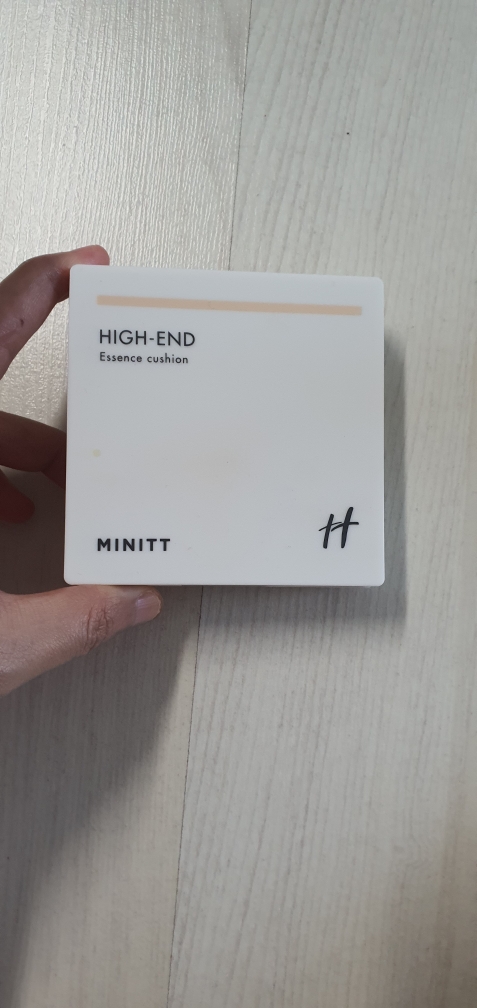 HIGH-END
Essence cushion
MINITT
H